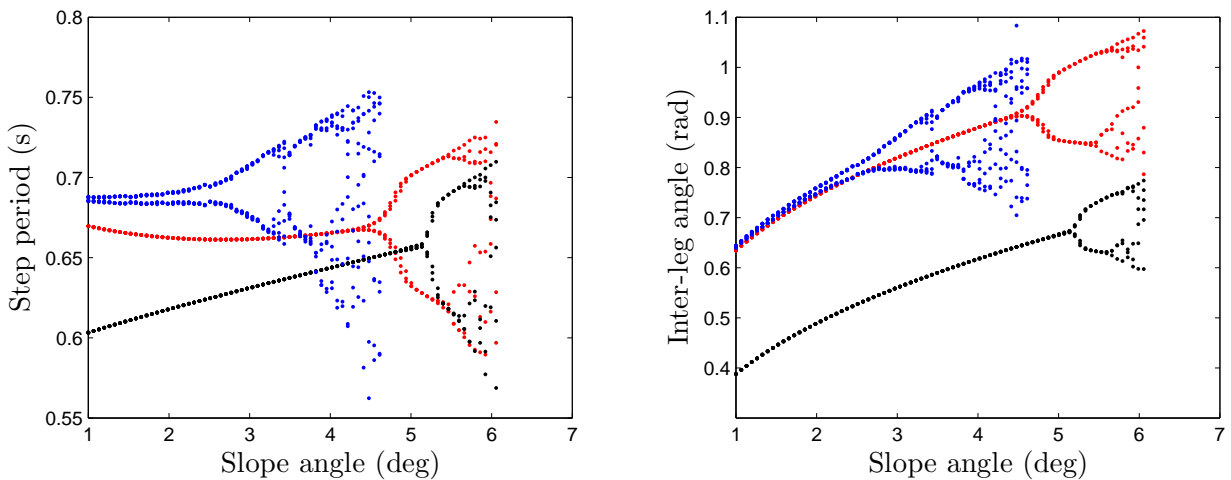 0.8
0.75
0.7
0.65
0.6
0.55
Step period (s)
1 2 3 4 5 6 7
Slope angle (deg)
1.1
1
0.9
0.8
0.7
0.6
0.5
0.4
Inter-leg angle (rad)
1 2 3 4 5 6 7
Slope angle (deg)